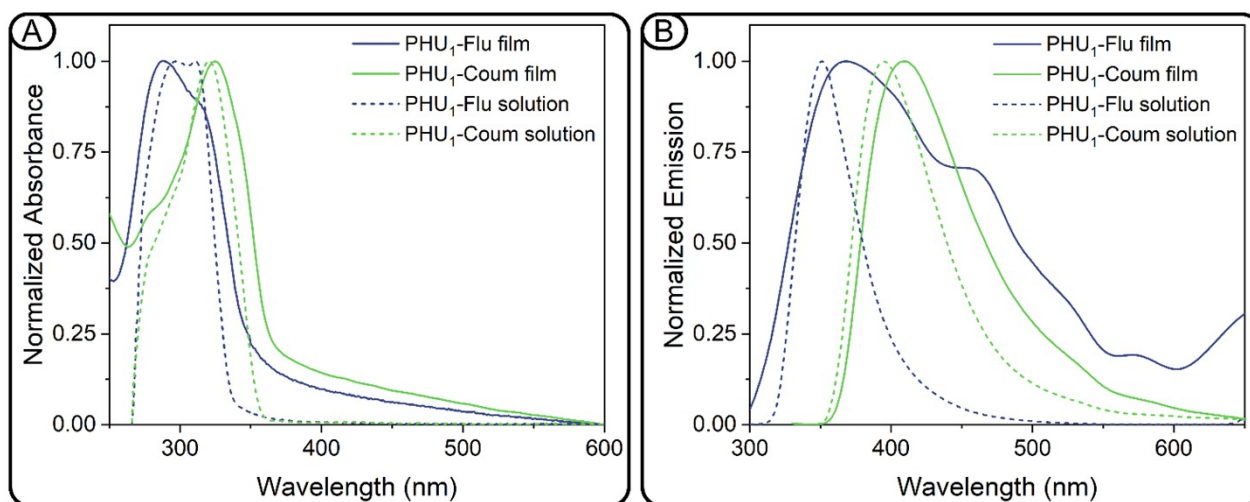 A
PHU₁-Flu film
PHU₁-Coum film
PHU₁-Flu solution
PHU₁-Coum solution
1.00
0.75
0.50
0.25
0.00
Normalized Absorbance
300
400
500
600
Wavelength (nm)
B
PHU₁-Flu film
PHU₁-Coum film
PHU₁-Flu solution
PHU₁-Coum solution
1.00
0.75
0.50
0.25
0.00
Normalized Emission
300
400
500
600
Wavelength (nm)